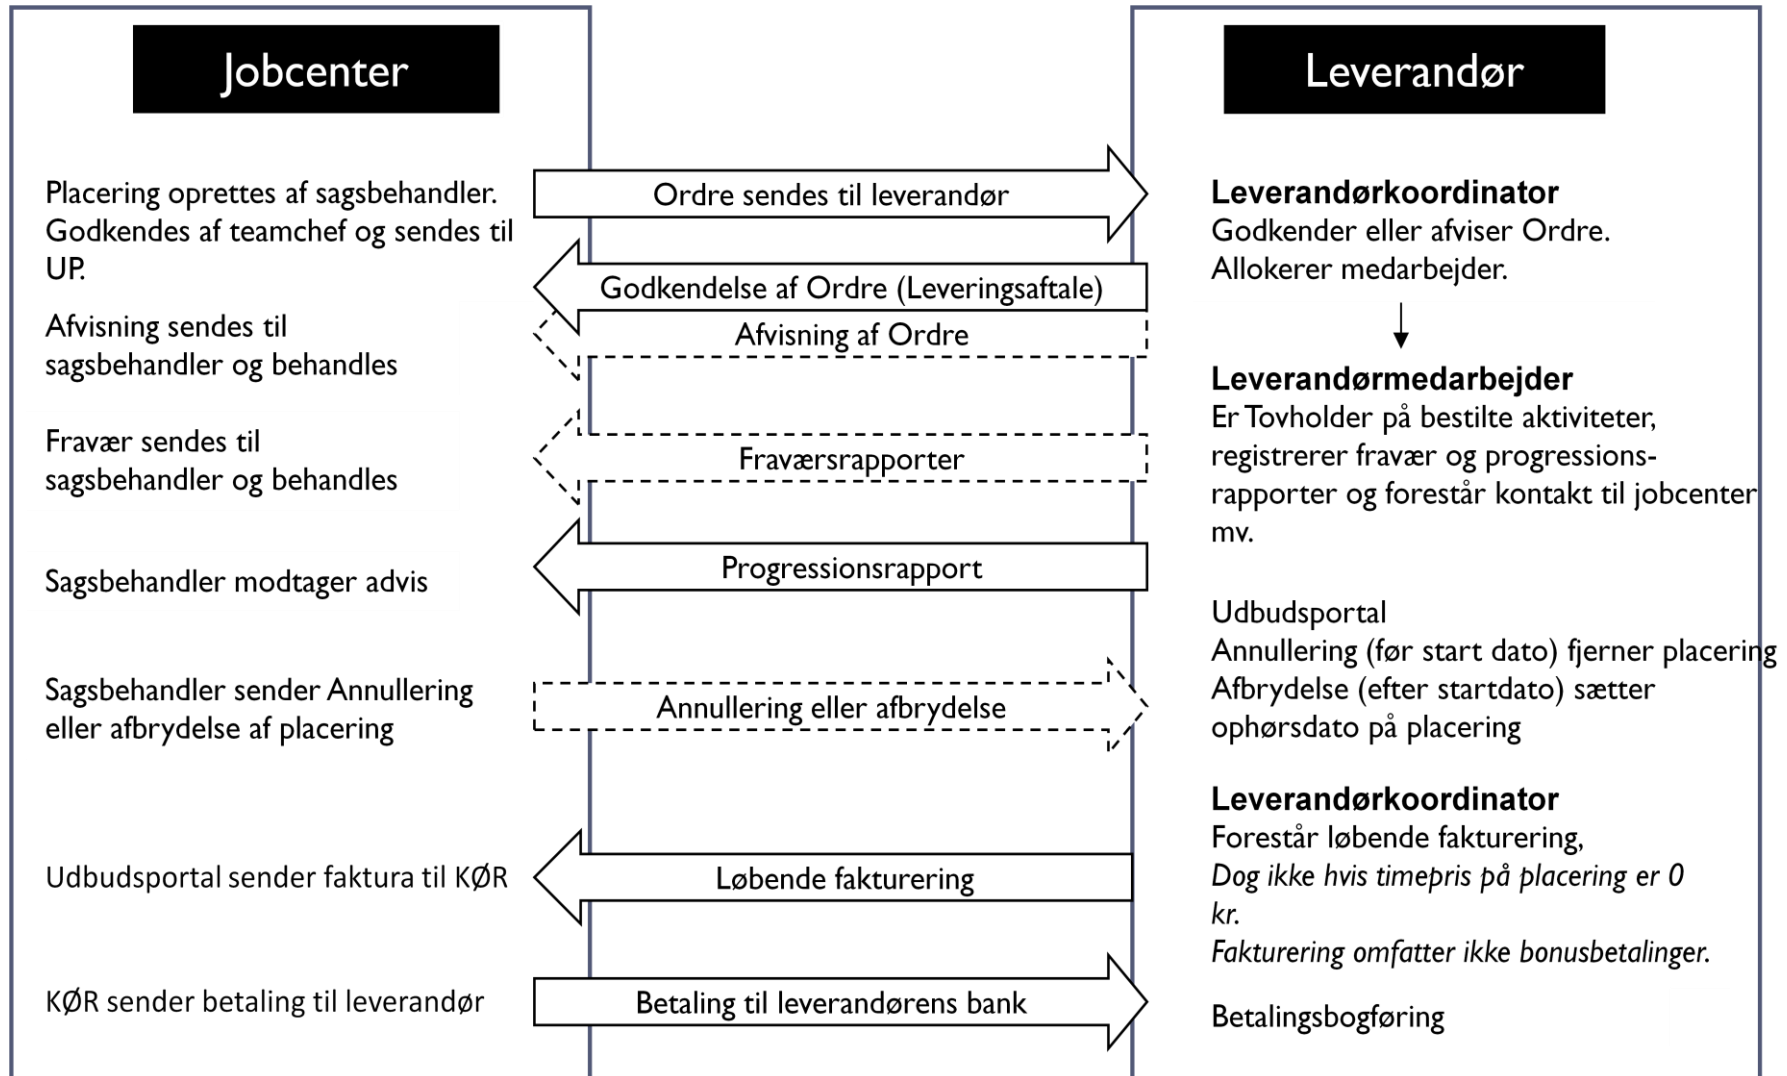 Jobcenter
Leverandør
Placering oprettes af sagsbehandler.
Godkendes af teamchef og sendes til
UP.
Ordre sendes til leverandør
Leverandørkoordinator
Godkender eller afviser Ordre.
Allokerer medarbejder.
Godkendelse af Ordre (Leveringsaftale)
Afvisning sendes til
sagsbehandler og behandles
Afvisning af Ordre
Leverandørmedarbejder
Er Tovholder på bestilte aktiviteter,
registrerer fravær og progressions-
rapporter og forestår kontakt til jobcenter
mv.
Fravær sendes til
sagsbehandler og behandles
Fraværsrapporter
Sagsbehandler modtager advis
Progressionsrapport
Udbudsportal
Annullering (før start dato) fjerner placering
Afbrydelse (efter startdato) sætter
ophørsdato på placering
Sagsbehandler sender Annullering
eller afbrydelse af placering
Annullering eller afbrydelse
Leverandørkoordinator
Forestår løbende fakturering,
Dog ikke hvis timepris på placering er 0
kr.
Fakturering omfatter ikke bonusbetalinger.
Udbudsportal sender faktura til KØR
Løbende fakturering
KØR sender betaling til leverandør
Betaling til leverandørens bank
Betalingsbogføring